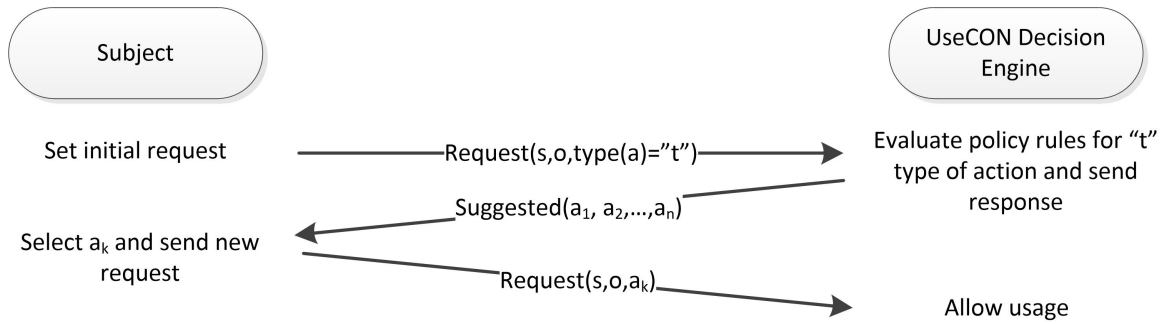 Subject
UseCON Decision
Engine
Set initial request
Request(s,o,type(a)=”t”)
Evaluate policy rules for “t”
type of action and send
response
Suggested(a₁, a₂,…,aₙ)
Select aₖ and send new
request
Request(s,o,aₖ)
Allow usage